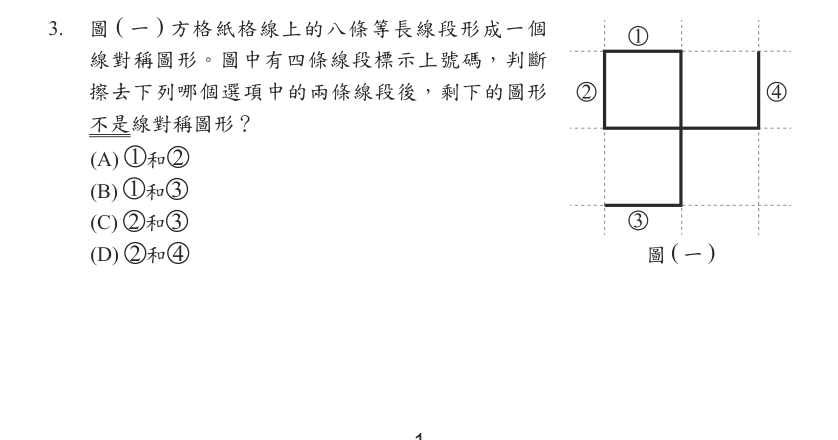 3. 圖(一)方格紙格線上的八條等長線段形成一個
線對稱圖形。圖中有四條線段標示上號碼，判斷
擦去下列哪個選項中的兩條線段後，剩下的圖形
不是線對稱圖形？
(A) ①和②
(B) ①和③
(C) ②和③
(D) ②和④
①
②
④
③
圖(一)